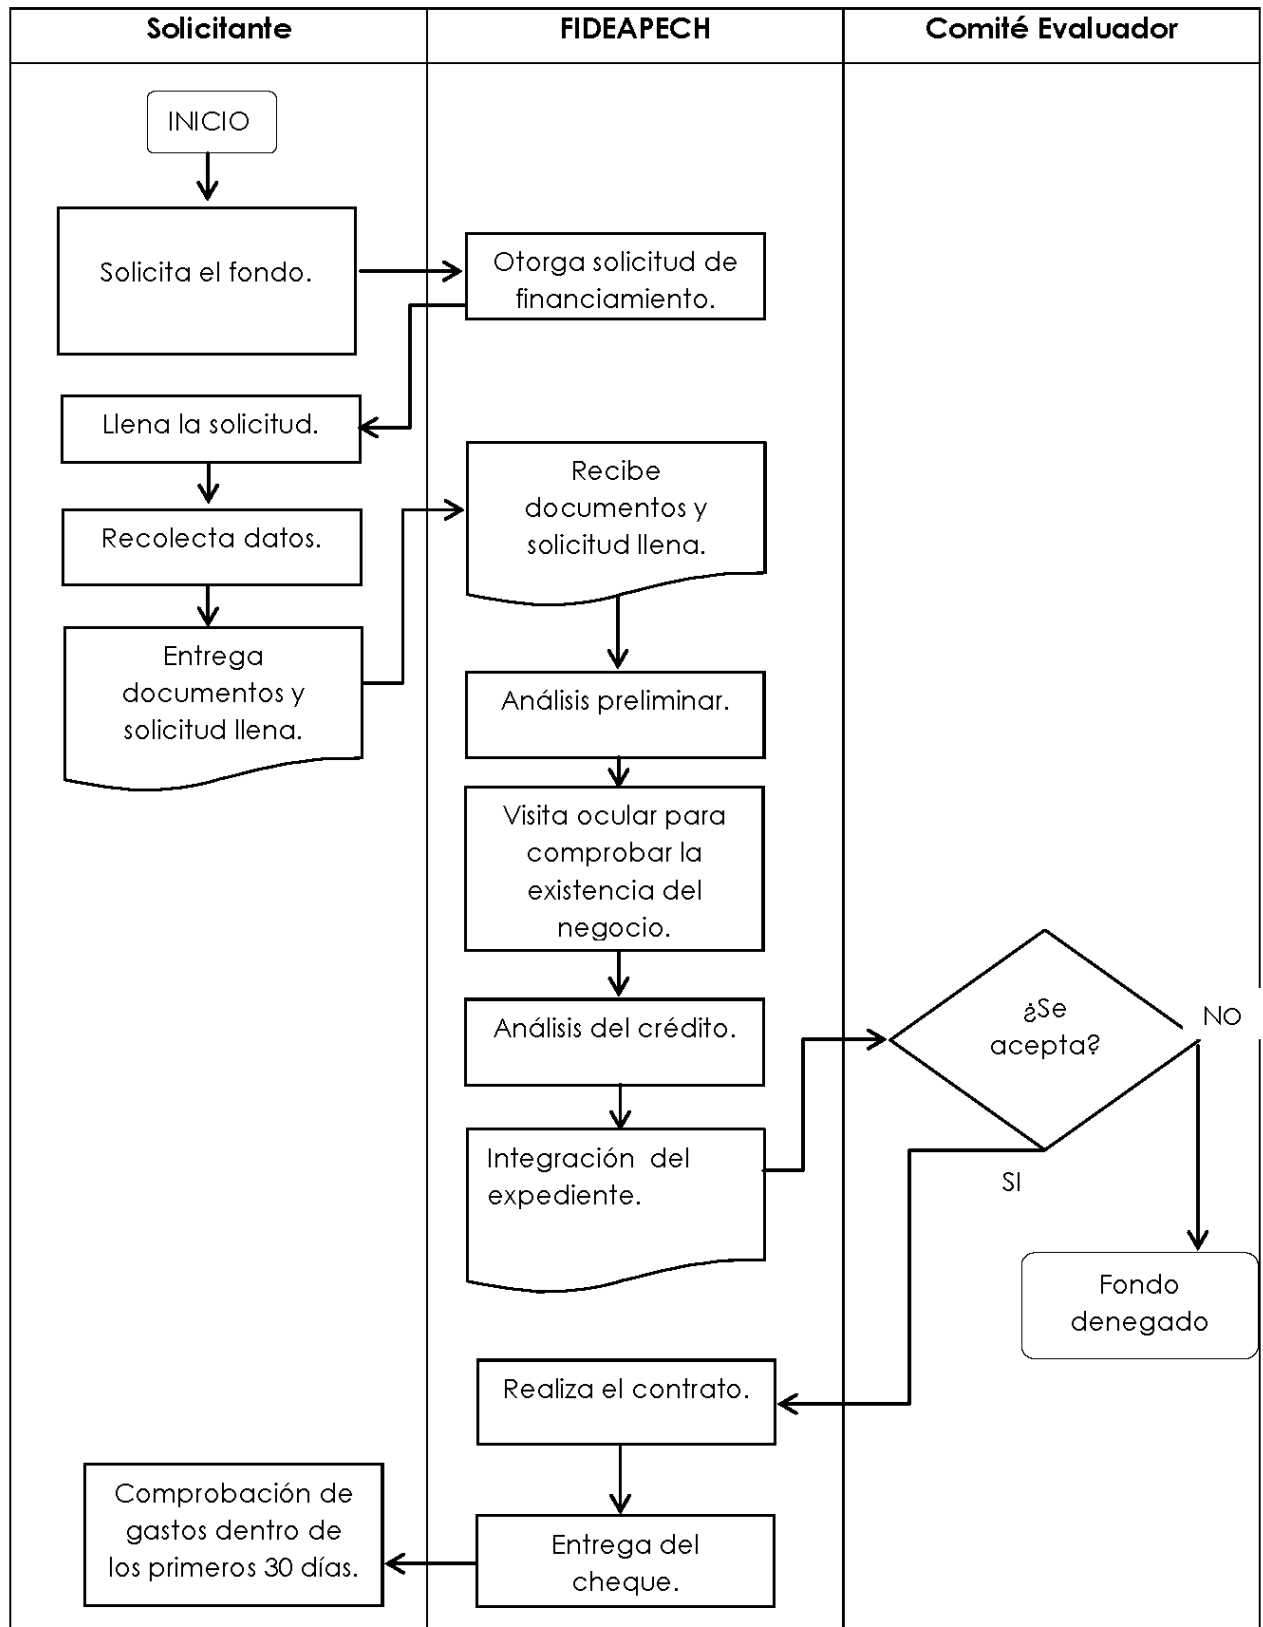 Solicitante
FIDEAPECH
Comité Evaluador
INICIO
Solicita el fondo.
Otorga solicitud de
financiamiento.
Llena la solicitud.
Recibe
documentos y
solicitud llena.
Recolecta datos.
Entrega
documentos y
solicitud llena.
Análisis preliminar.
Visita ocular para
comprobar la
existencia del
negocio.
Análisis del crédito.
¿Se
acepta?
NO
Integración del
expediente.
SI
Fondo
denegado
Realiza el contrato.
Entrega del
cheque.
Comprobación de
gastos dentro de
los primeros 30 días.